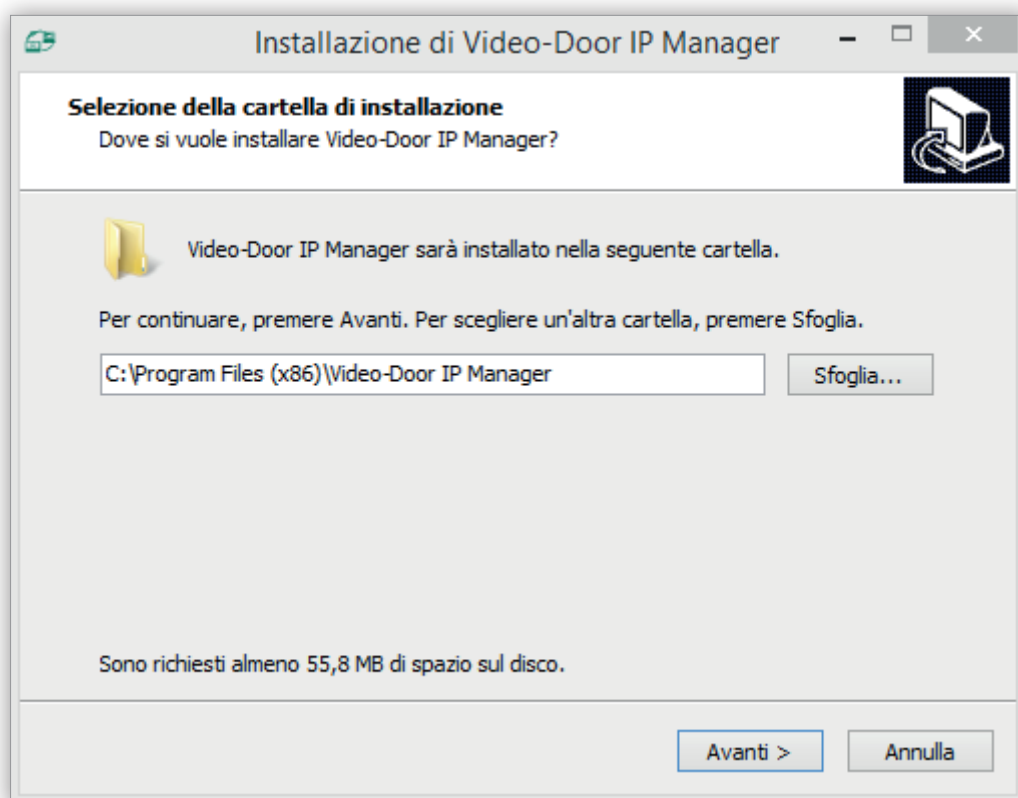 Installazione di Video-Door IP Manager
Selezione della cartella di installazione
Dove si vuole installare Video-Door IP Manager?
Video-Door IP Manager sarà installato nella seguente cartella.
Per continuare, premere Avanti. Per scegliere un'altra cartella, premere Sfoglia.
C:\Program Files (x86)\Video-Door IP Manager
Sfoglia...
Sono richiesti almeno 55,8 MB di spazio sul disco.
Avanti >
Annulla